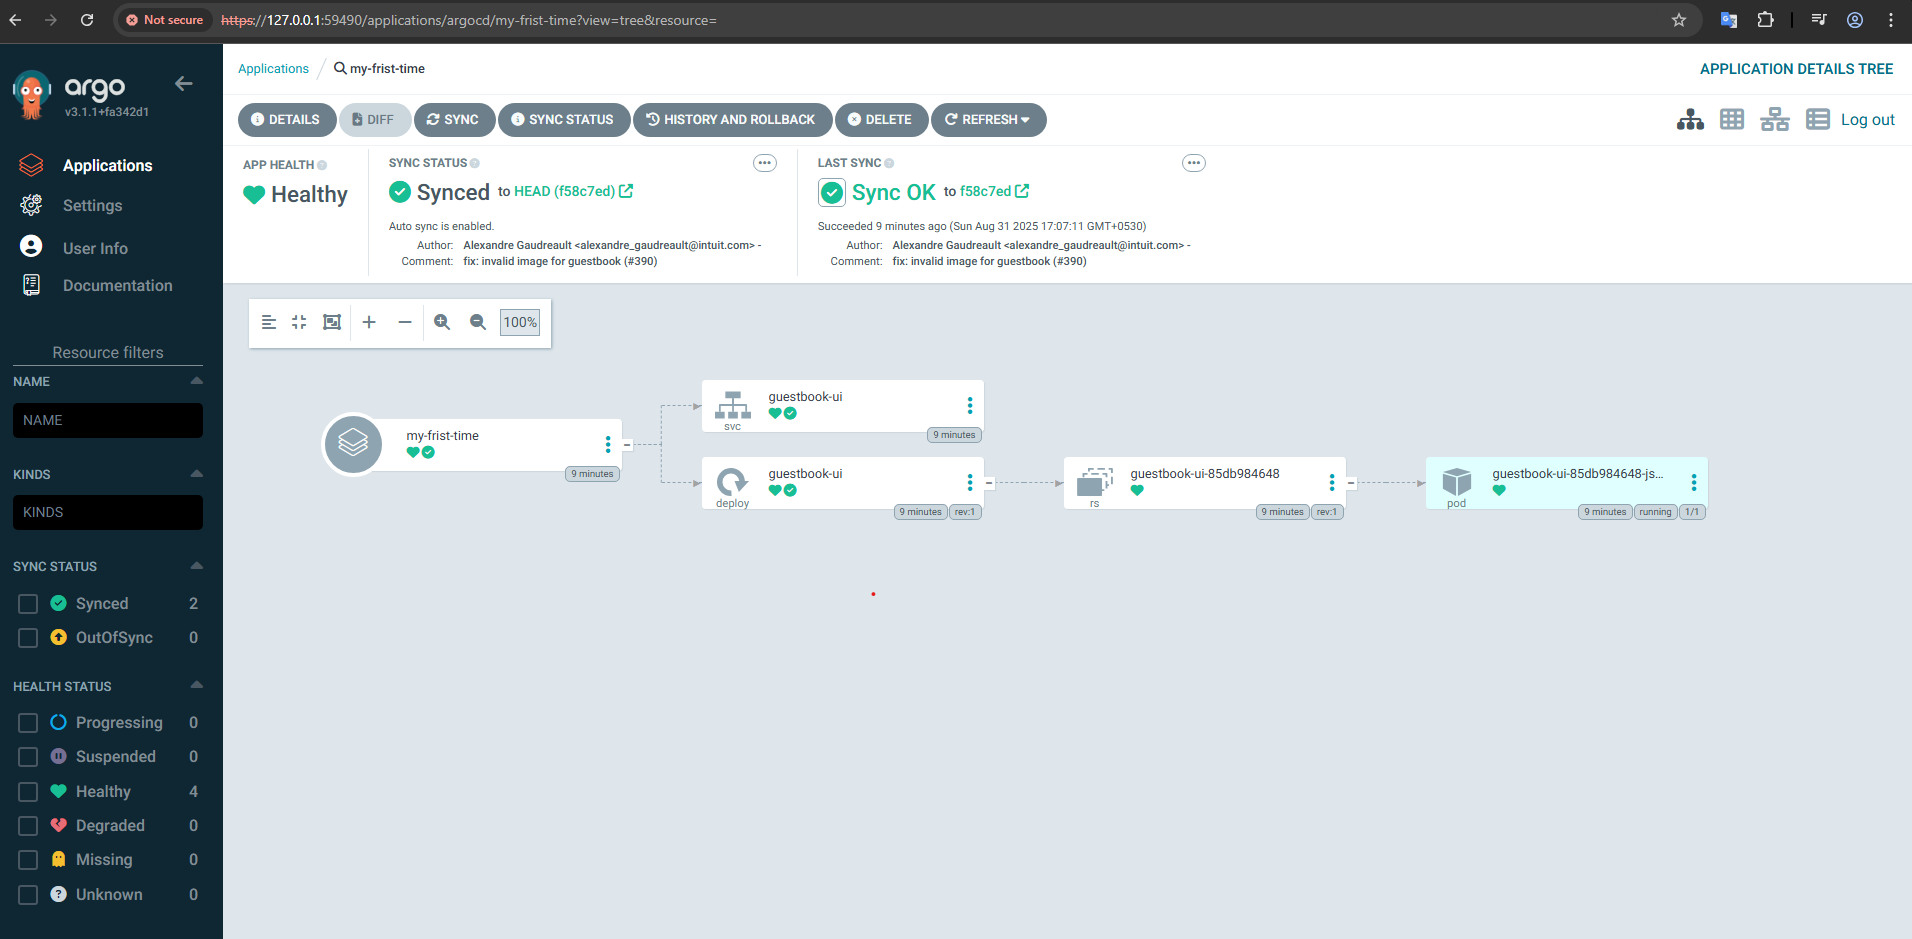 Not secure
https://127.0.0.1:59490/applications/argocd/my-frist-time?view=tree&resource=
argo
v3.1.1+fa342d1
Applications
Settings
User Info
Documentation
Resource filters
NAME
NAME
KINDS
KINDS
SYNC STATUS
Synced 2
OutOfSync 0
HEALTH STATUS
Progressing 0
Suspended 0
Healthy 4
Degraded 0
Missing 0
Unknown 0
Applications / my-frist-time
APPLICATION DETAILS TREE
DETAILS DIFF SYNC SYNC STATUS HISTORY AND ROLLBACK DELETE REFRESH
Log out
APP HEALTH
Healthy
SYNC STATUS
Synced to HEAD (f58c7ed)
Auto sync is enabled.
Author: Alexandre Gaudreault <alexandre_gaudreault@intuit.com> -
Comment: fix: invalid image for guestbook (#390)
LAST SYNC
Sync OK to f58c7ed
Succeeded 9 minutes ago (Sun Aug 31 2025 17:07:11 GMT+0530)
Author: Alexandre Gaudreault <alexandre_gaudreault@intuit.com> -
Comment: fix: invalid image for guestbook (#390)
100%
my-frist-time
9 minutes
guestbook-ui
svc
9 minutes
guestbook-ui
deploy
9 minutes rev:1
guestbook-ui-85db984648
rs
9 minutes rev:1
guestbook-ui-85db984648-js...
pod
9 minutes running 1/1